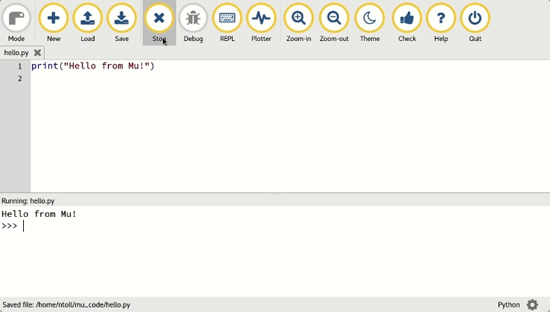 Mode New Load Save Stop Debug REPL Plotter Zoom-in Zoom-out Theme Check Help Quit
hello.py
1 print("Hello from Mu!")
2
Running: hello.py
Hello from Mu!
>>>
Saved file: /home/ntoll/mu_code/hello.py Python